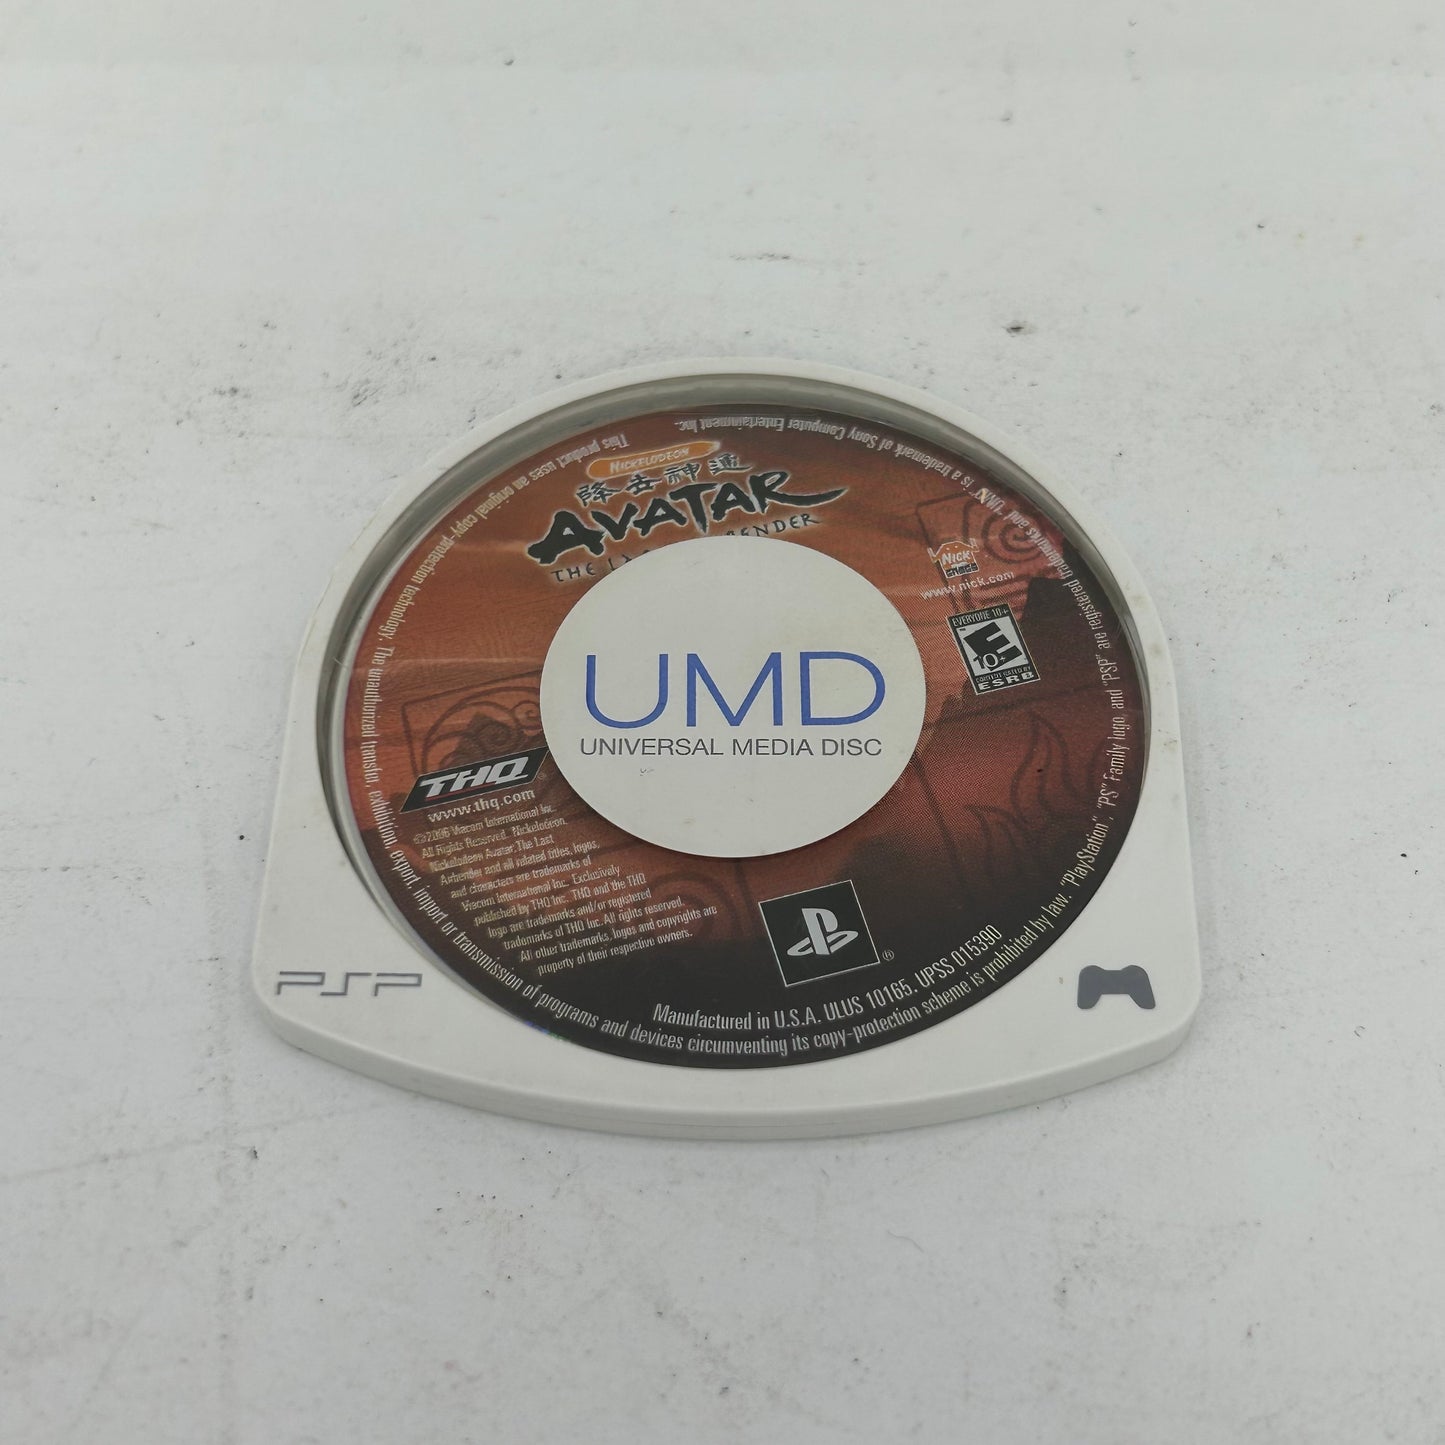 NICKELODEON
降去神通
AVATAR
THE LAST BENDER
NICK
GAMES
www.nick.com
EVERYONE 10+
E
10+
CONTENT RATED BY
ESRB
UMD
UNIVERSAL MEDIA DISC
THQ
www.thq.com
©2006 Viacom International Inc.
All Rights Reserved. Nickelodeon,
Nickelodeon Avatar The Last
Airbender and all related titles, logos,
and characters are trademarks of
Viacom International Inc. Exclusively
published by THQ Inc. THQ and the THQ
logo are trademarks and/or registered
trademarks of THQ Inc. All rights reserved.
All other trademarks, logos and copyrights are
property of their respective owners.
®
Manufactured in U.S.A. ULUS 10165. UPSS 015390
This product uses an original copy-protection technology. The unauthorized transfer, exhibition, export, import or transmission of programs and devices circumventing its copy-protection scheme is prohibited by law. "PlayStation", "PS" Family logo and "PSP" are registered trademarks and "UMD" is a trademark of Sony Computer Entertainment Inc.
PSP